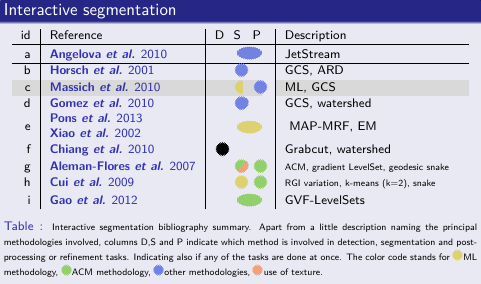 Interactive segmentation
id Reference D S P Description
a Angelova et al. 2010 JetStream
b Horsch et al. 2001 GCS, ARD
c Massich et al. 2010 ML, GCS
d Gomez et al. 2010 GCS, watershed
e Pons et al. 2013 MAP-MRF, EM
Xiao et al. 2002
f Chiang et al. 2010 Grabcut, watershed
g Aleman-Flores et al. 2007 ACM, gradient LevelSet, geodesic snake
h Cui et al. 2009 RGI variation, k-means (k=2), snake
i Gao et al. 2012 GVF-LevelSets
Table : Interactive segmentation bibliography summary. Apart from a little description naming the principal
methodologies involved, columns D,S and P indicate which method is involved in detection, segmentation and post-
processing or refinement tasks. Indicating also if any of the tasks are done at once. The color code stands for ML
methodology, ACM methodology, other methodologies, use of texture.